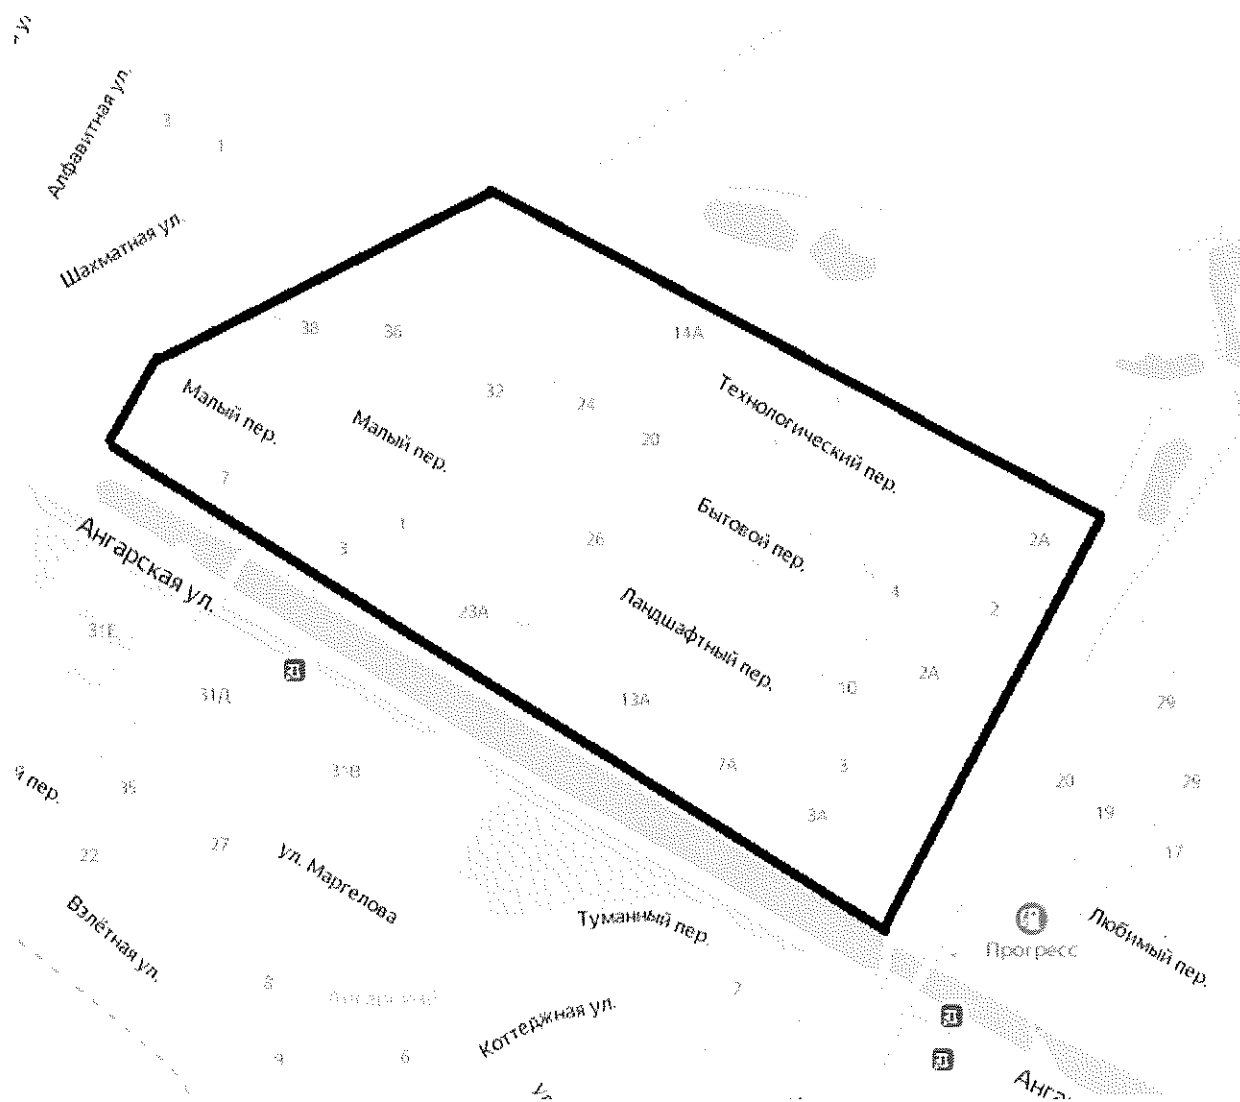 Алфавитная ул.
3
1
Шахматная ул.
38
36
14А
32
24
20
Технологический пер.
Малый пер.
Малый пер.
7
1
3
26
Бытовой пер.
2А
4
2
Ангарская ул.
23А
Ландшафтный пер.
31Е
31Д
13А
10
2А
29
31В
7А
3
20
29
35
3А
19
17
27
22
ул. Маргелова
Туманный пер.
Прогресс
Любимый пер.
Взлётная ул.
8
Ангарский
7
Коттеджная ул.
9
6
й пер.